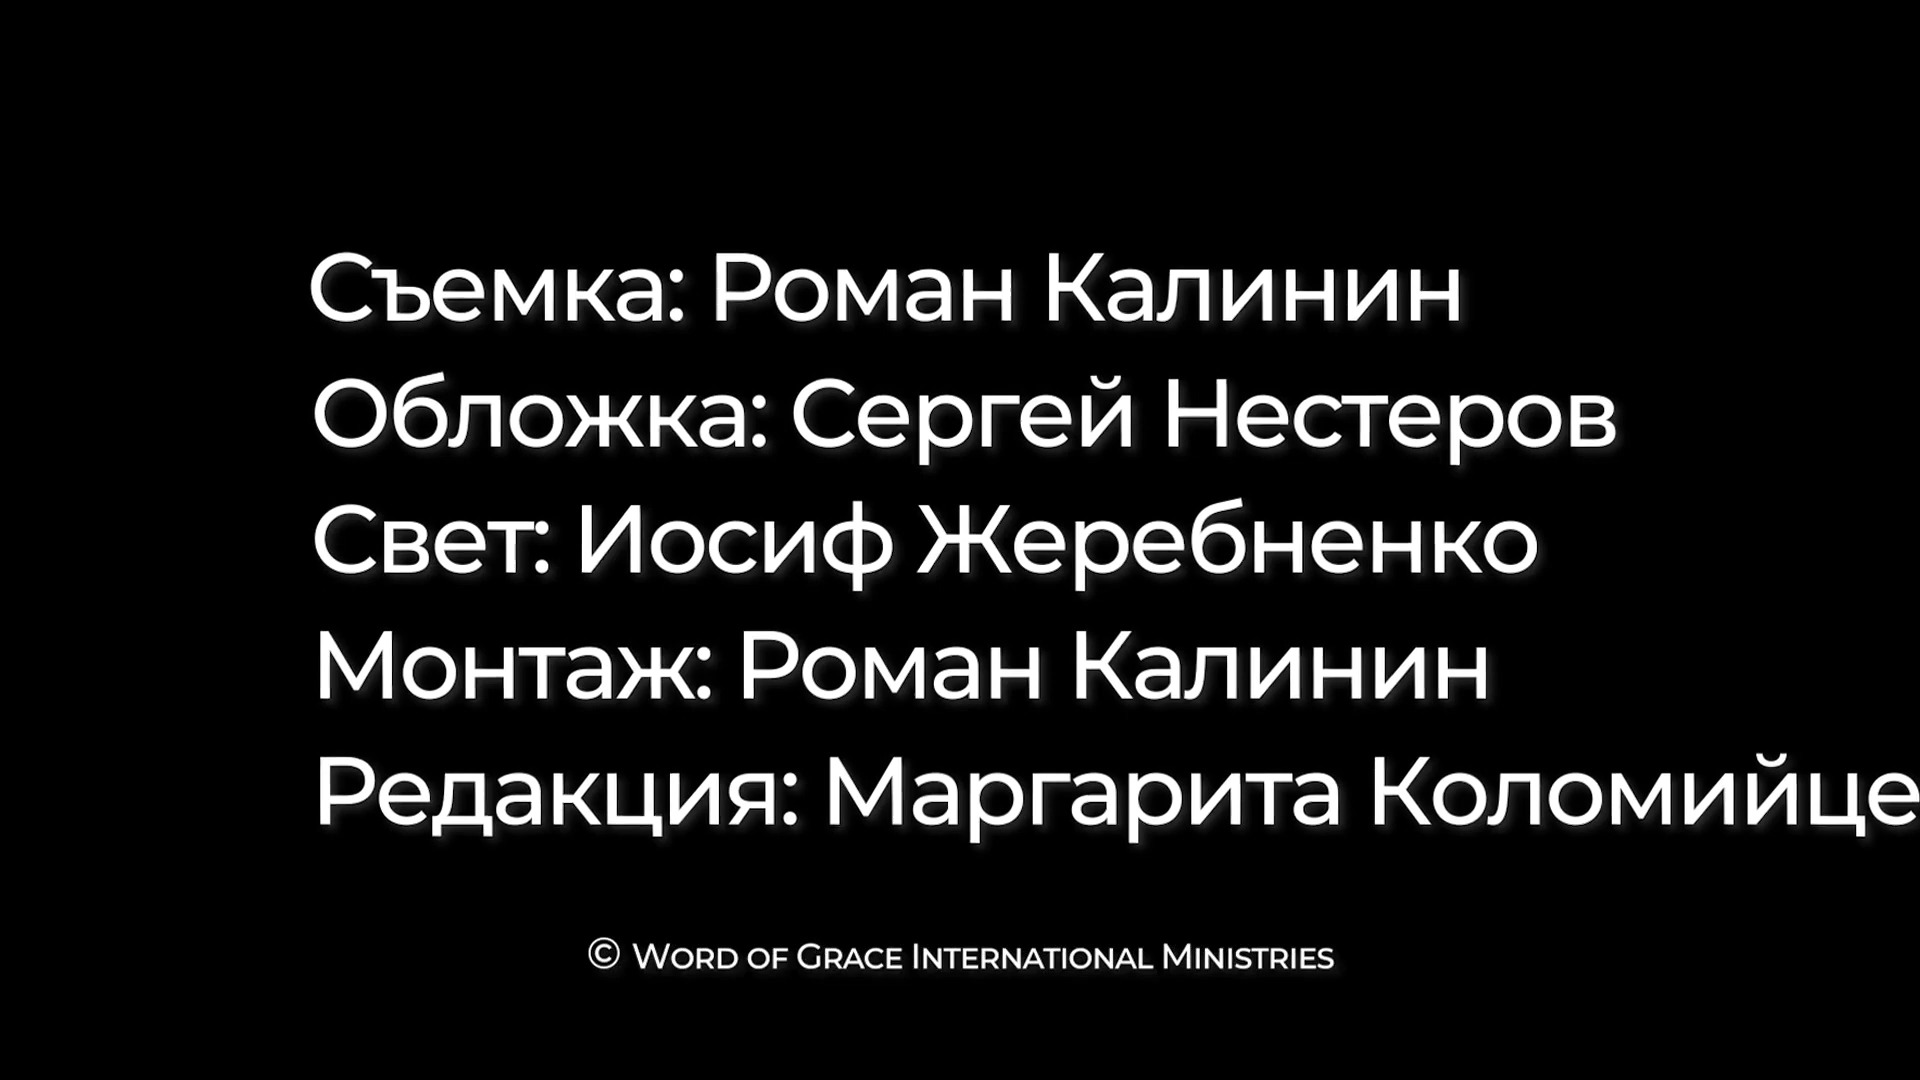 Съемка: Роман Калинин
Обложка: Сергей Нестеров
Свет: Иосиф Жеребненко
Монтаж: Роман Калинин
Редакция: Маргарита Коломийце
© Word of Grace International Ministries